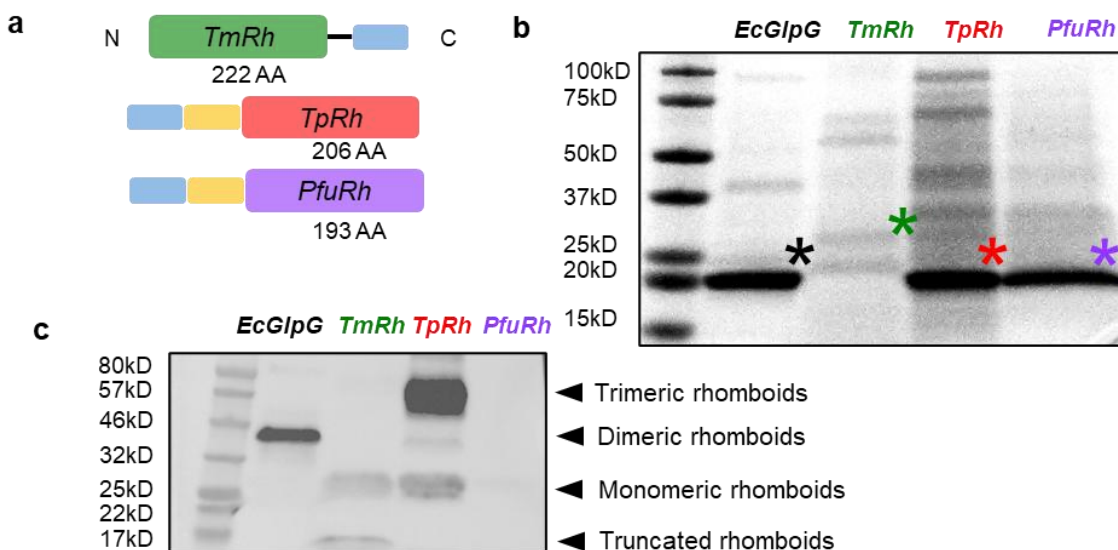 a
N TmRh C
222 AA
TpRh
206 AA
PfuRh
193 AA
b
EcGlpG TmRh TpRh PfuRh
100kD
75kD
50kD
37kD
25kD
20kD
15kD
* * * *
c
EcGlpG TmRh TpRh PfuRh
80kD
57kD
46kD
32kD
25kD
22kD
17kD
Trimeric rhomboids
Dimeric rhomboids
Monomeric rhomboids
Truncated rhomboids